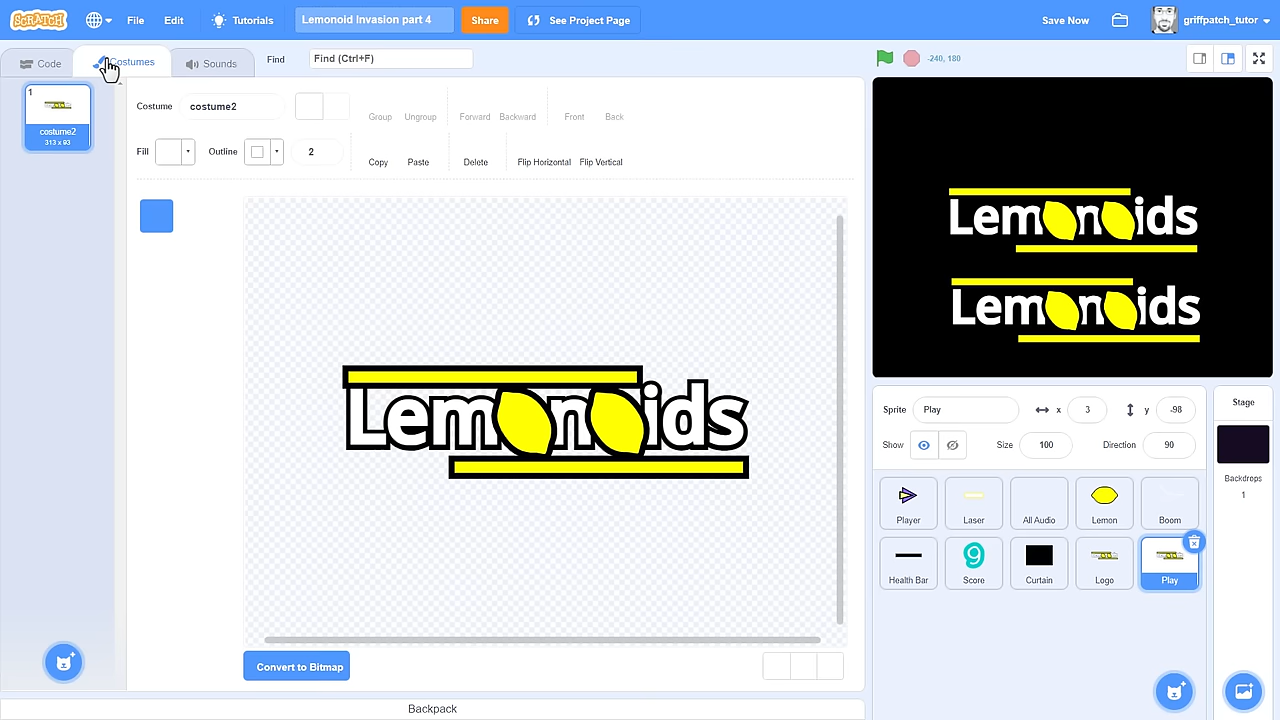 SCRATCH File Edit Tutorials Lemonoid Invasion part 4 Share See Project Page Save Now griffpatch_tutor
Code Costumes Sounds Find Find (Ctrl+F) -240, 180
1
costume2
313 x 93
Costume costume2 Group Ungroup Forward Backward Front Back
Fill Outline 2 Copy Paste Delete Flip Horizontal Flip Vertical
Lemonoids
Convert to Bitmap
Backpack
Lemonoids
Lemonoids
Sprite Play x 3 y -98
Show Size 100 Direction 90
Player Laser All Audio Lemon Boom
Health Bar 9 Score Curtain Logo Play
Stage
Backdrops
1